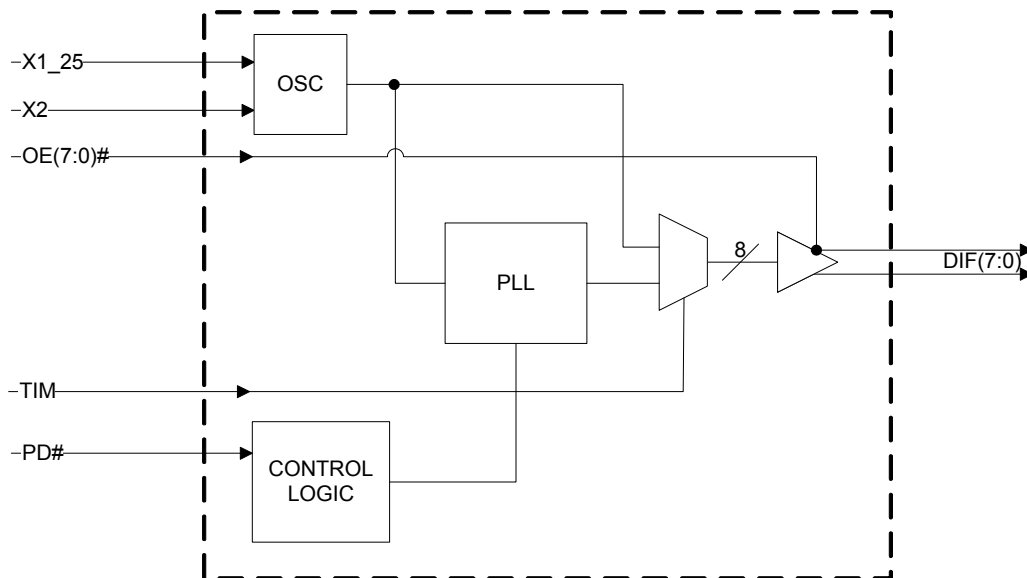 X1_25
OSC
X2
OE(7:0)#
8
DIF(7:0)
PLL
TIM
PD#
CONTROL
LOGIC